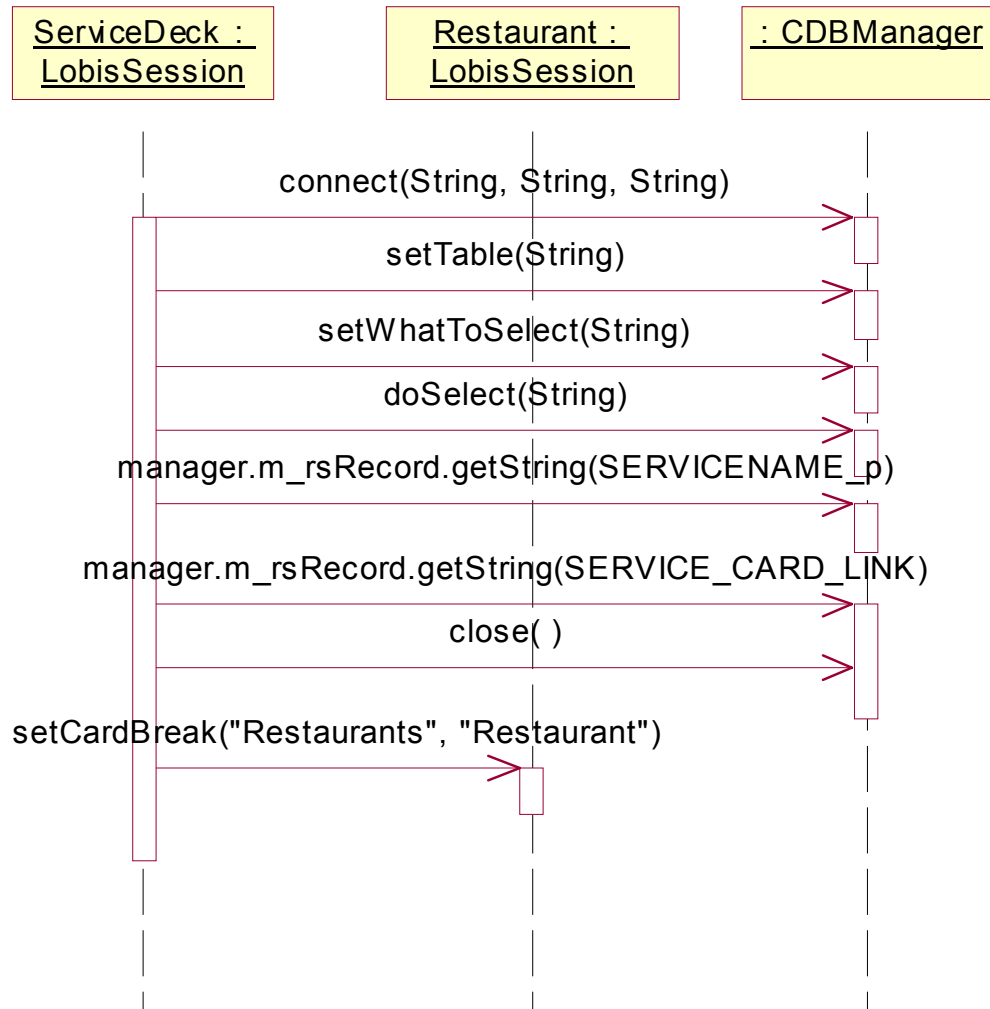 ServiceDeck :
LobisSession
Restaurant :
LobisSession
: CDBManager
connect(String, String, String)
setTable(String)
setWhatToSelect(String)
doSelect(String)
manager.m_rsRecord.getString(SERVICENAME_p)
manager.m_rsRecord.getString(SERVICE_CARD_LINK)
close( )
setCardBreak("Restaurants", "Restaurant")